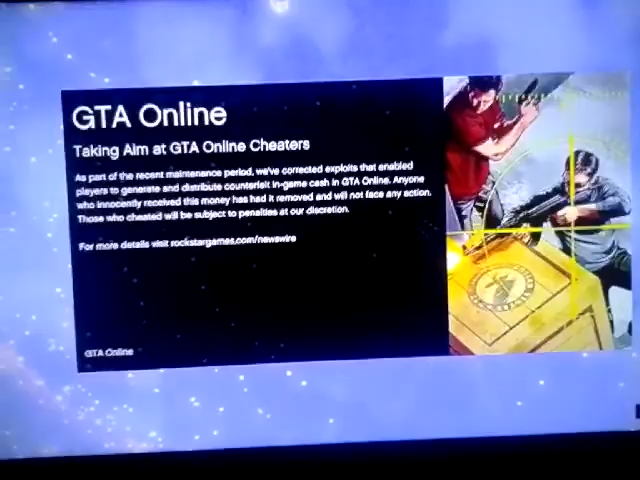 GTA Online
Taking Aim at GTA Online Cheaters
As part of the recent maintenance period, we've corrected exploits that enabled
players to generate and distribute counterfeit in-game cash in GTA Online. Anyone
who innocently received this money has had it removed and will not face any action.
Those who cheated will be subject to penalties at our discretion.
For more details visit rockstargames.com/newswire
GTA Online